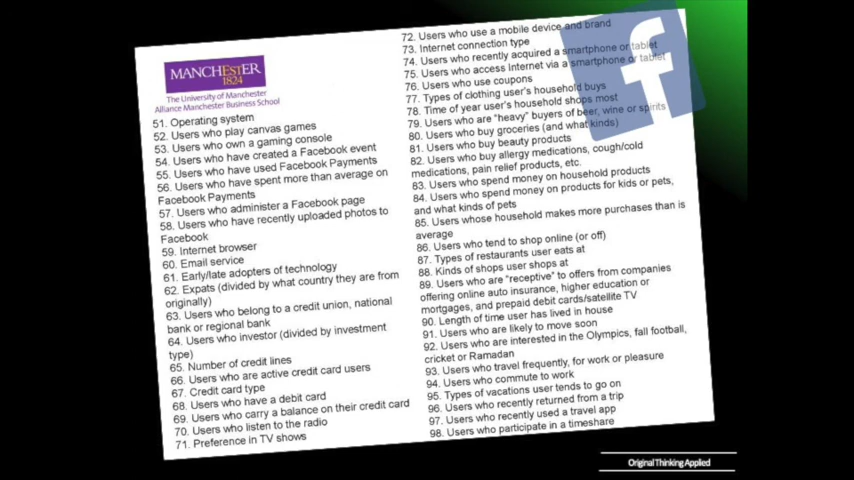 MANCHESTER
1824
The University of Manchester
Alliance Manchester Business School
51. Operating system
52. Users who play canvas games
53. Users who own a gaming console
54. Users who have created a Facebook event
55. Users who have used Facebook Payments
56. Users who have spent more than average on
Facebook Payments
57. Users who administer a Facebook page
58. Users who have recently uploaded photos to
Facebook
59. Internet browser
60. Email service
61. Early/late adopters of technology
62. Expats (divided by what country they are from
originally)
63. Users who belong to a credit union, national
bank or regional bank
64. Users who investor (divided by investment
type)
65. Number of credit lines
66. Users who are active credit card users
67. Credit card type
68. Users who have a debit card
69. Users who carry a balance on their credit card
70. Users who listen to the radio
71. Preference in TV shows
72. Users who use a mobile device and brand
73. Internet connection type
74. Users who recently acquired a smartphone or tablet
75. Users who access Internet via a smartphone or tablet
76. Users who use coupons
77. Types of clothing user's household buys
78. Time of year user's household shops most
79. Users who are "heavy" buyers of beer, wine or spirits
80. Users who buy groceries (and what kinds)
81. Users who buy beauty products
82. Users who buy allergy medications, cough/cold
medications, pain relief products, etc.
83. Users who spend money on household products
84. Users who spend money on products for kids or pets,
and what kinds of pets
85. Users whose household makes more purchases than is
average
86. Users who tend to shop online (or off)
87. Types of restaurants user eats at
88. Kinds of shops user shops at
89. Users who are "receptive" to offers from companies
offering online auto insurance, higher education or
mortgages, and prepaid debit cards/satellite TV
90. Length of time user has lived in house
91. Users who are likely to move soon
92. Users who are interested in the Olympics, fall football,
cricket or Ramadan
93. Users who travel frequently, for work or pleasure
94. Users who commute to work
95. Types of vacations user tends to go on
96. Users who recently returned from a trip
97. Users who recently used a travel app
98. Users who participate in a timeshare
f
Original Thinking Applied